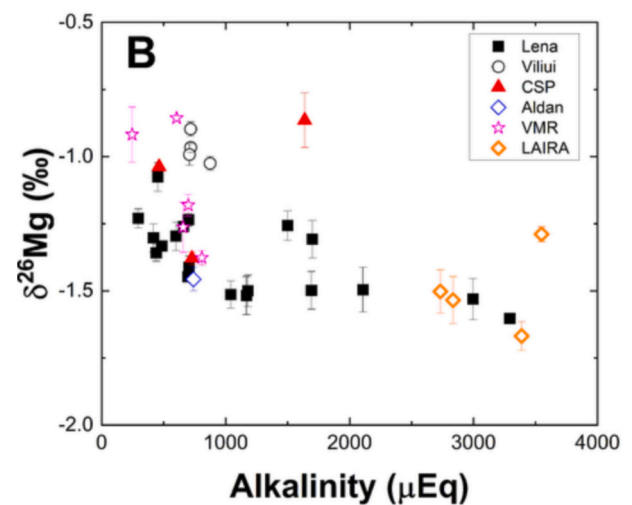 B
Lena
Viliui
CSP
Aldan
VMR
LAIRA
-0.5
-1.0
-1.5
-2.0
δ²⁶Mg (‰)
0 1000 2000 3000 4000
Alkalinity (μEq)